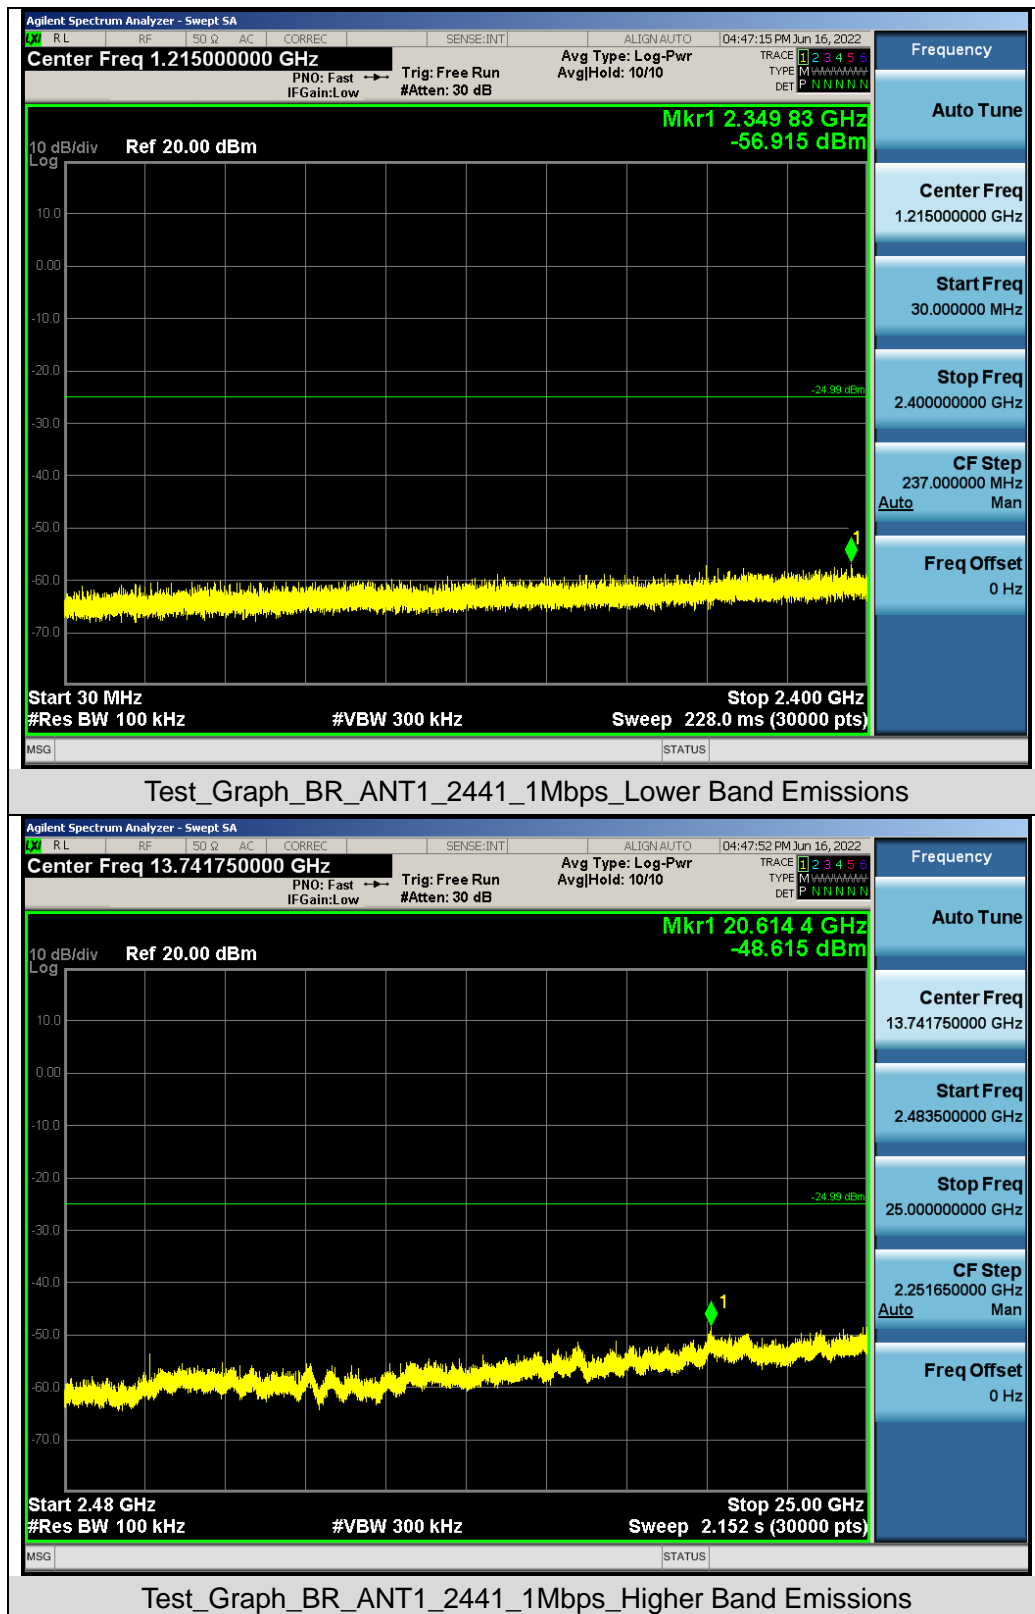 Agilent Spectrum Analyzer - Swept SA
LXI RL RF 50 Ω AC CORREC SENSE:INT ALIGN AUTO 04:47:15 PM Jun 16, 2022
Center Freq 1.215000000 GHz
PNO: Fast
IFGain:Low
Trig: Free Run
#Atten: 30 dB
Avg Type: Log-Pwr
Avg|Hold: 10/10
TRACE 1 2 3 4 5 6
TYPE M WWWWW
DET P N N N N N
Frequency
Auto Tune
Center Freq
1.215000000 GHz
Start Freq
30.000000 MHz
Stop Freq
2.400000000 GHz
CF Step
237.000000 MHz
Auto Man
Freq Offset
0 Hz
Mkr1 2.349 83 GHz
-56.915 dBm
10 dB/div Ref 20.00 dBm
Log
10.0
0.00
-10.0
-20.0
-24.99 dBm
-30.0
-40.0
-50.0
1
-60.0
-70.0
Start 30 MHz Stop 2.400 GHz
#Res BW 100 kHz #VBW 300 kHz Sweep 228.0 ms (30000 pts)
MSG STATUS
Test_Graph_BR_ANT1_2441_1Mbps_Lower Band Emissions
Agilent Spectrum Analyzer - Swept SA
LXI RL RF 50 Ω AC CORREC SENSE:INT ALIGN AUTO 04:47:52 PM Jun 16, 2022
Center Freq 13.741750000 GHz
PNO: Fast
IFGain:Low
Trig: Free Run
#Atten: 30 dB
Avg Type: Log-Pwr
Avg|Hold: 10/10
TRACE 1 2 3 4 5 6
TYPE M WWWWW
DET P N N N N N
Frequency
Auto Tune
Center Freq
13.741750000 GHz
Start Freq
2.483500000 GHz
Stop Freq
25.000000000 GHz
CF Step
2.251650000 GHz
Auto Man
Freq Offset
0 Hz
Mkr1 20.614 4 GHz
-48.615 dBm
10 dB/div Ref 20.00 dBm
Log
10.0
0.00
-10.0
-20.0
-24.99 dBm
-30.0
-40.0
1
-50.0
-60.0
-70.0
Start 2.48 GHz Stop 25.00 GHz
#Res BW 100 kHz #VBW 300 kHz Sweep 2.152 s (30000 pts)
MSG STATUS
Test_Graph_BR_ANT1_2441_1Mbps_Higher Band Emissions